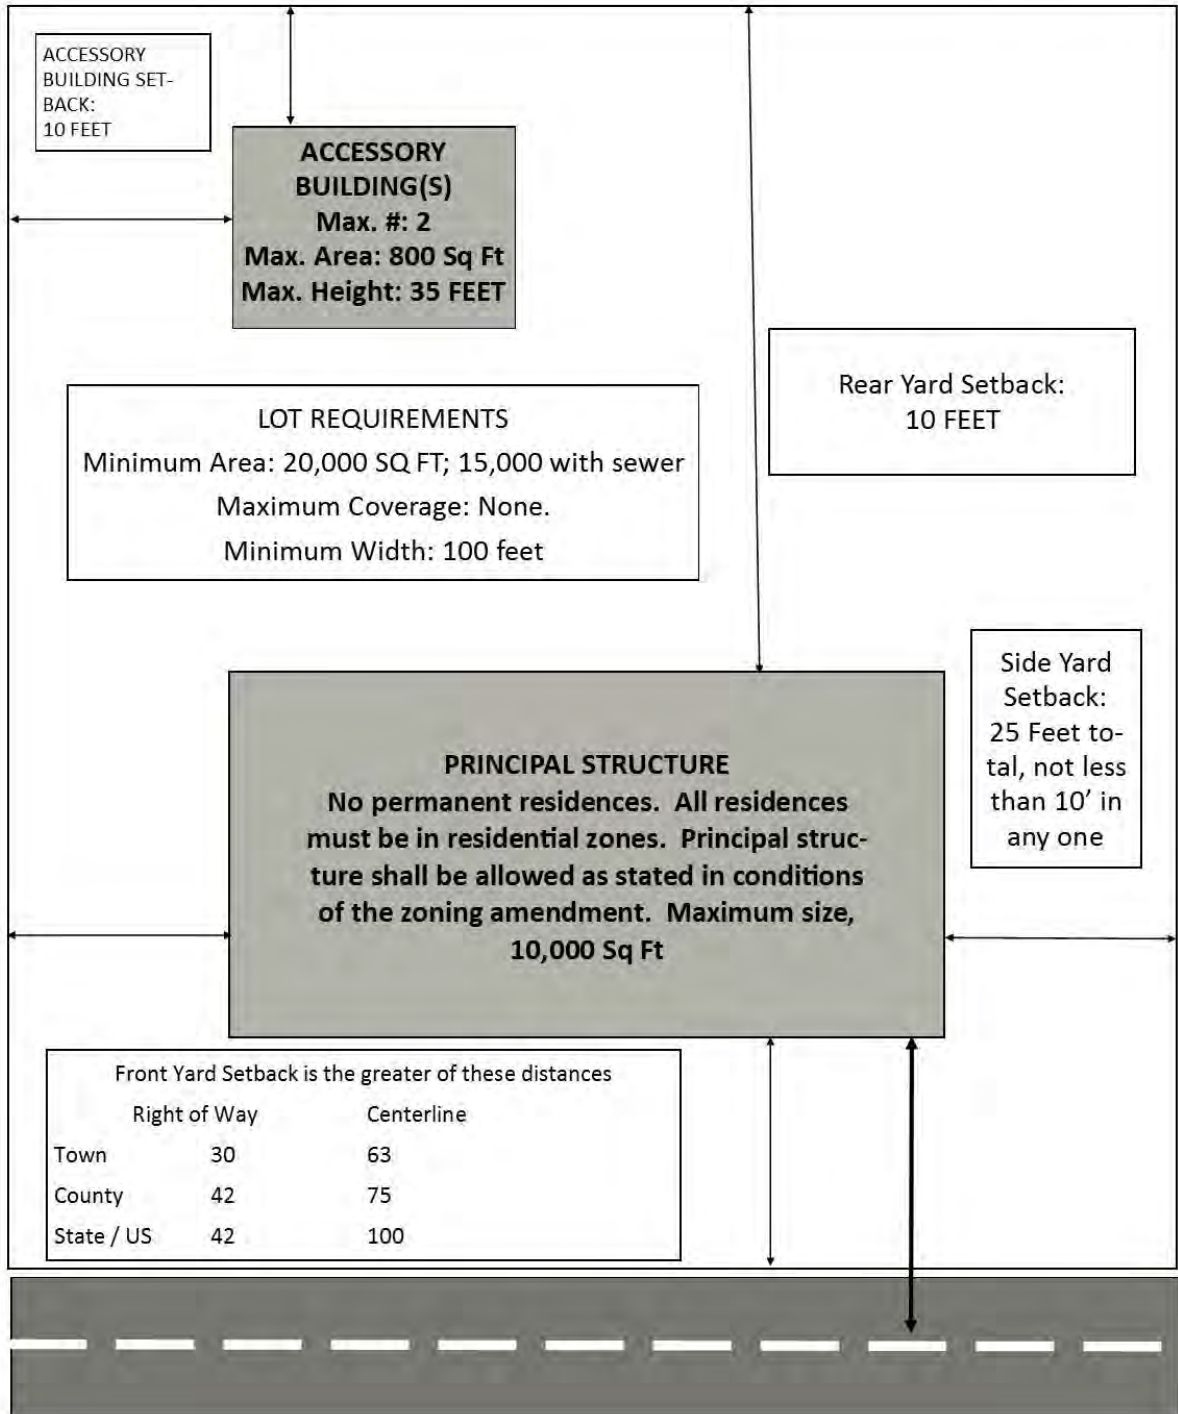 ACCESSORY
BUILDING SET-
BACK:
10 FEET
ACCESSORY
BUILDING(S)
Max. #: 2
Max. Area: 800 Sq Ft
Max. Height: 35 FEET
Rear Yard Setback:
10 FEET
LOT REQUIREMENTS
Minimum Area: 20,000 SQ FT; 15,000 with sewer
Maximum Coverage: None.
Minimum Width: 100 feet
Side Yard
Setback:
25 Feet to-
tal, not less
than 10’ in
any one
PRINCIPAL STRUCTURE
No permanent residences.  All residences
must be in residential zones.  Principal struc-
ture shall be allowed as stated in conditions
of the zoning amendment.  Maximum size,
10,000 Sq Ft
Front Yard Setback is the greater of these distances
Right of Way Centerline
Town 30 63
County 42 75
State / US 42 100